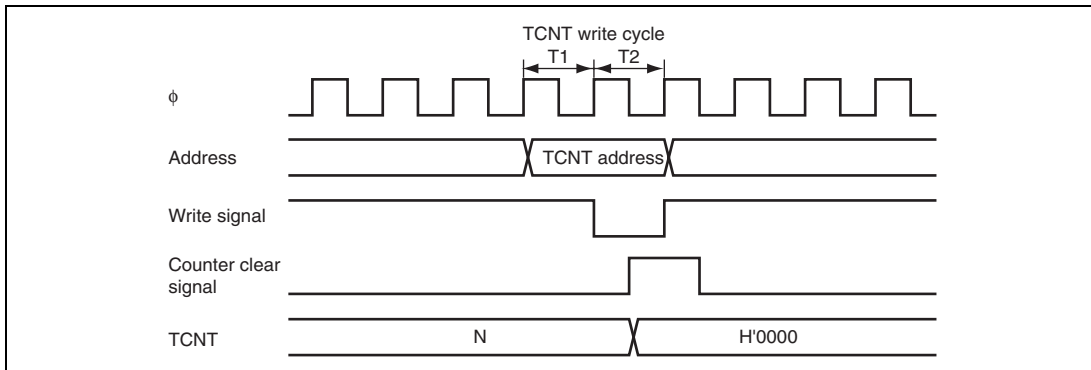 TCNT write cycle
T1 T2
ϕ
Address
TCNT address
Write signal
Counter clear
signal
TCNT
N
H'0000